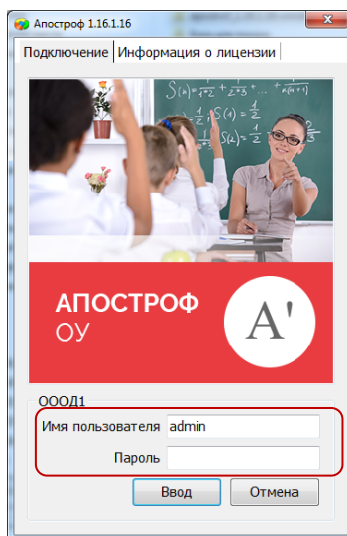 Апостроф 1.16.1.16
Подключение Информация о лицензии
АПОСТРОФ
ОУ
A'
ОООД1
Имя пользователя admin
Пароль
Ввод Отмена